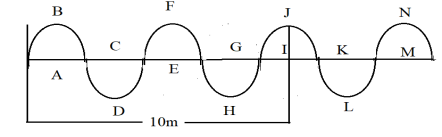 B F J N
C G I K
A E M
D H L
10m